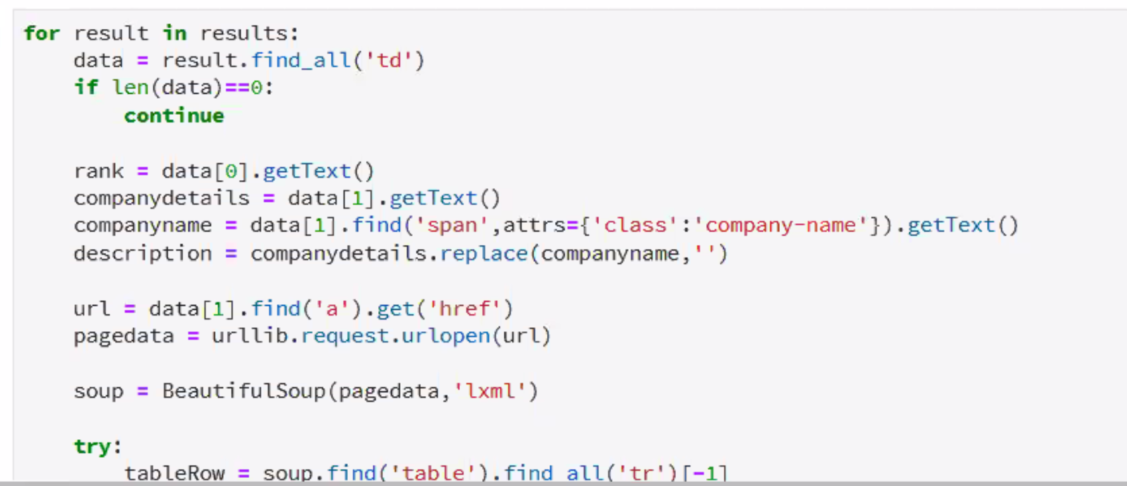 for result in results:
    data = result.find_all('td')
    if len(data)==0:
        continue
    rank = data[0].getText()
    companydetails = data[1].getText()
    companyname = data[1].find('span',attrs={'class':'company-name'}).getText()
    description = companydetails.replace(companyname,'')
    url = data[1].find('a').get('href')
    pagedata = urllib.request.urlopen(url)
    soup = BeautifulSoup(pagedata,'lxml')
    try:
        tableRow = soup.find('table').find_all('tr')[-1]